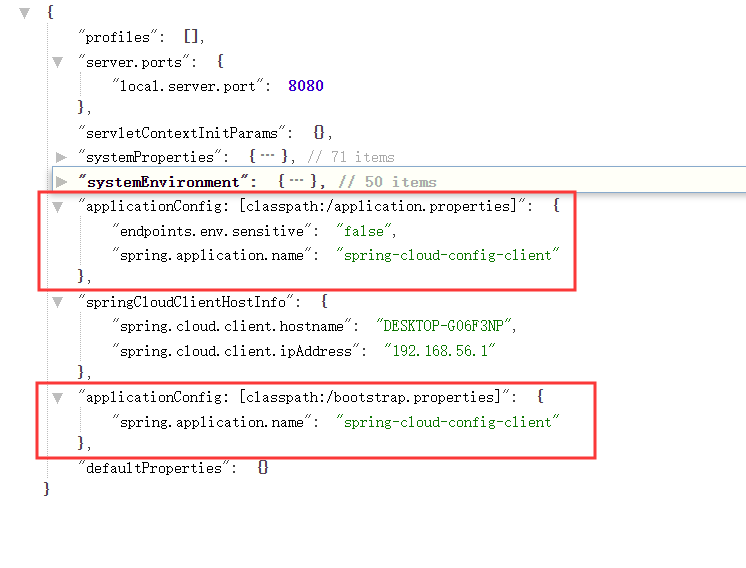 {
"profiles": [],
"server.ports": {
"local.server.port": 8080
},
"servletContextInitParams": {},
"systemProperties": {...}, // 71 items
"systemEnvironment": {...}, // 50 items
"applicationConfig: [classpath:/application.properties]": {
"endpoints.env.sensitive": "false",
"spring.application.name": "spring-cloud-config-client"
},
"springCloudClientHostInfo": {
"spring.cloud.client.hostname": "DESKTOP-G06F3NP",
"spring.cloud.client.ipAddress": "192.168.56.1"
},
"applicationConfig: [classpath:/bootstrap.properties]": {
"spring.application.name": "spring-cloud-config-client"
},
"defaultProperties": {}
}